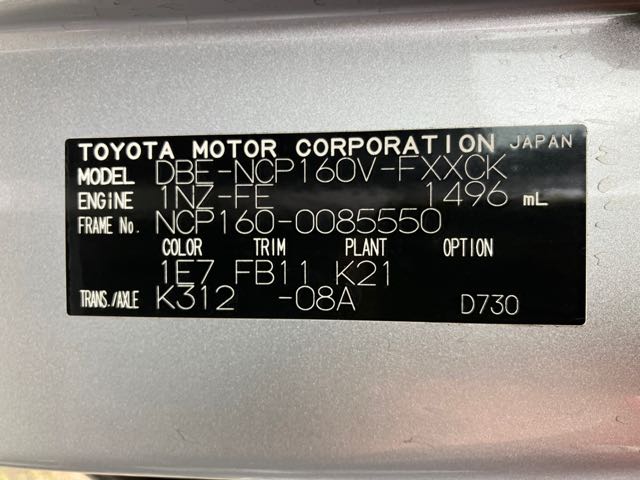 TOYOTA MOTOR CORPORATION JAPAN
MODEL DBE-NCP160V-FXXCK
ENGINE 1NZ-FE 1496 mL
FRAME No. NCP160-0085550
COLOR TRIM PLANT OPTION
1E7 FB11 K21
TRANS./AXLE K312 -08A D730